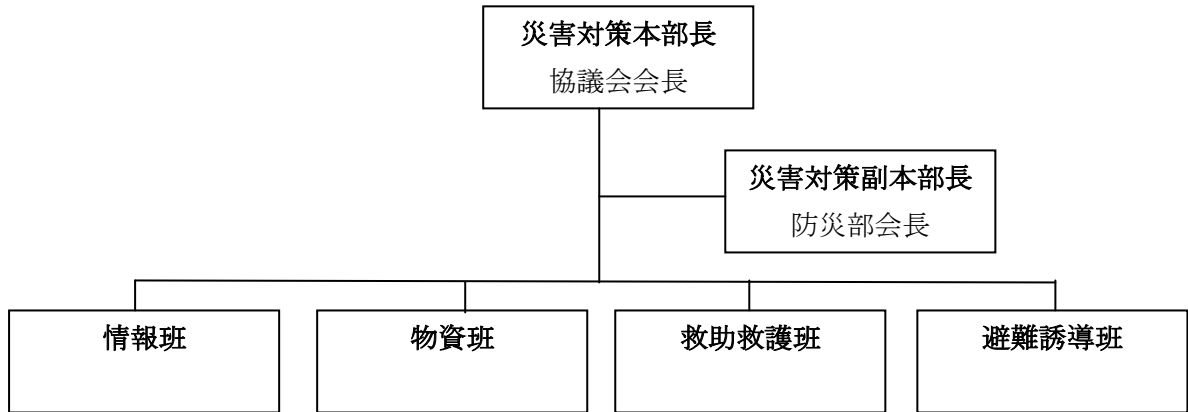 災害対策本部長
協議会会長
災害対策副本部長
防災部会長
情報班
物資班
救助救護班
避難誘導班